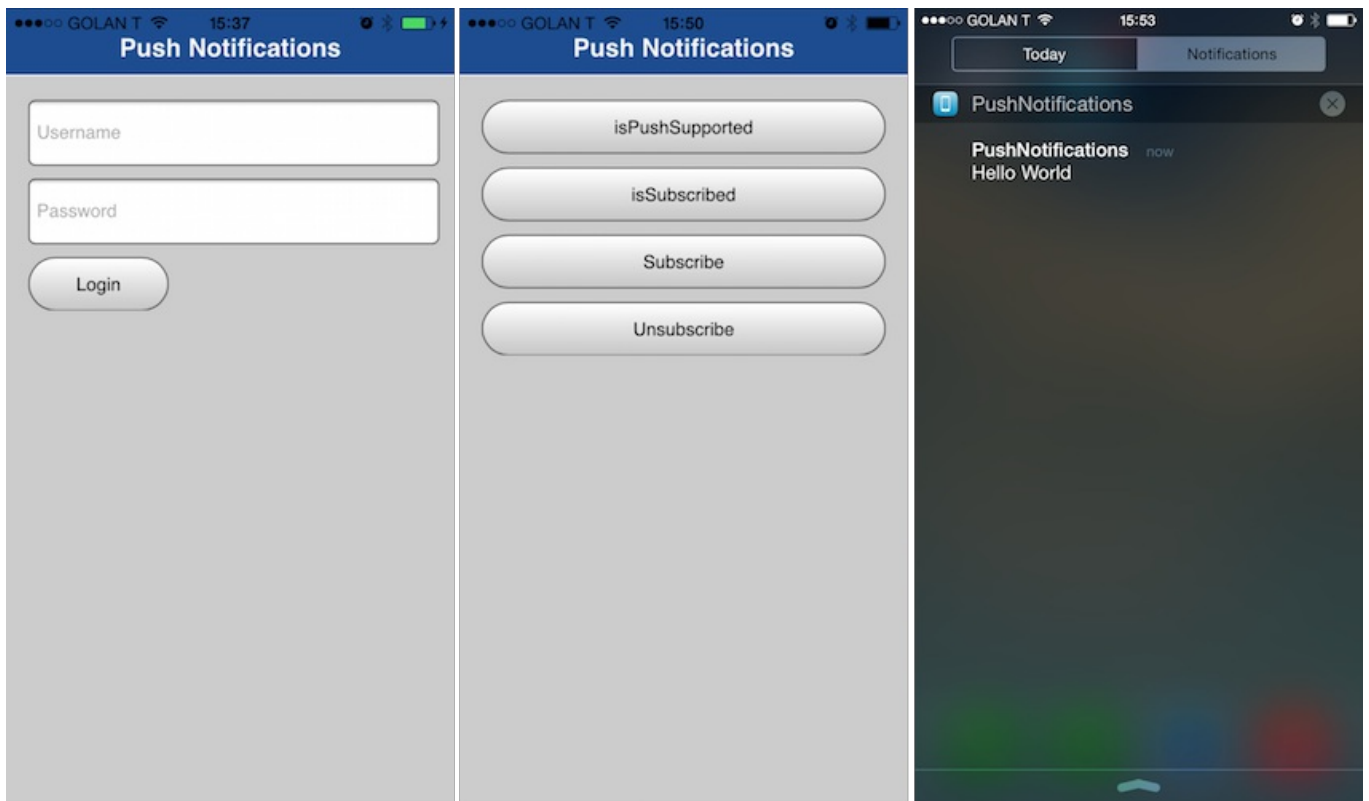 GOLAN T 15:37
Push Notifications
Username
Password
Login
GOLAN T 15:50
Push Notifications
isPushSupported
isSubscribed
Subscribe
Unsubscribe
GOLAN T 15:53
Today Notifications
PushNotifications
PushNotifications now
Hello World